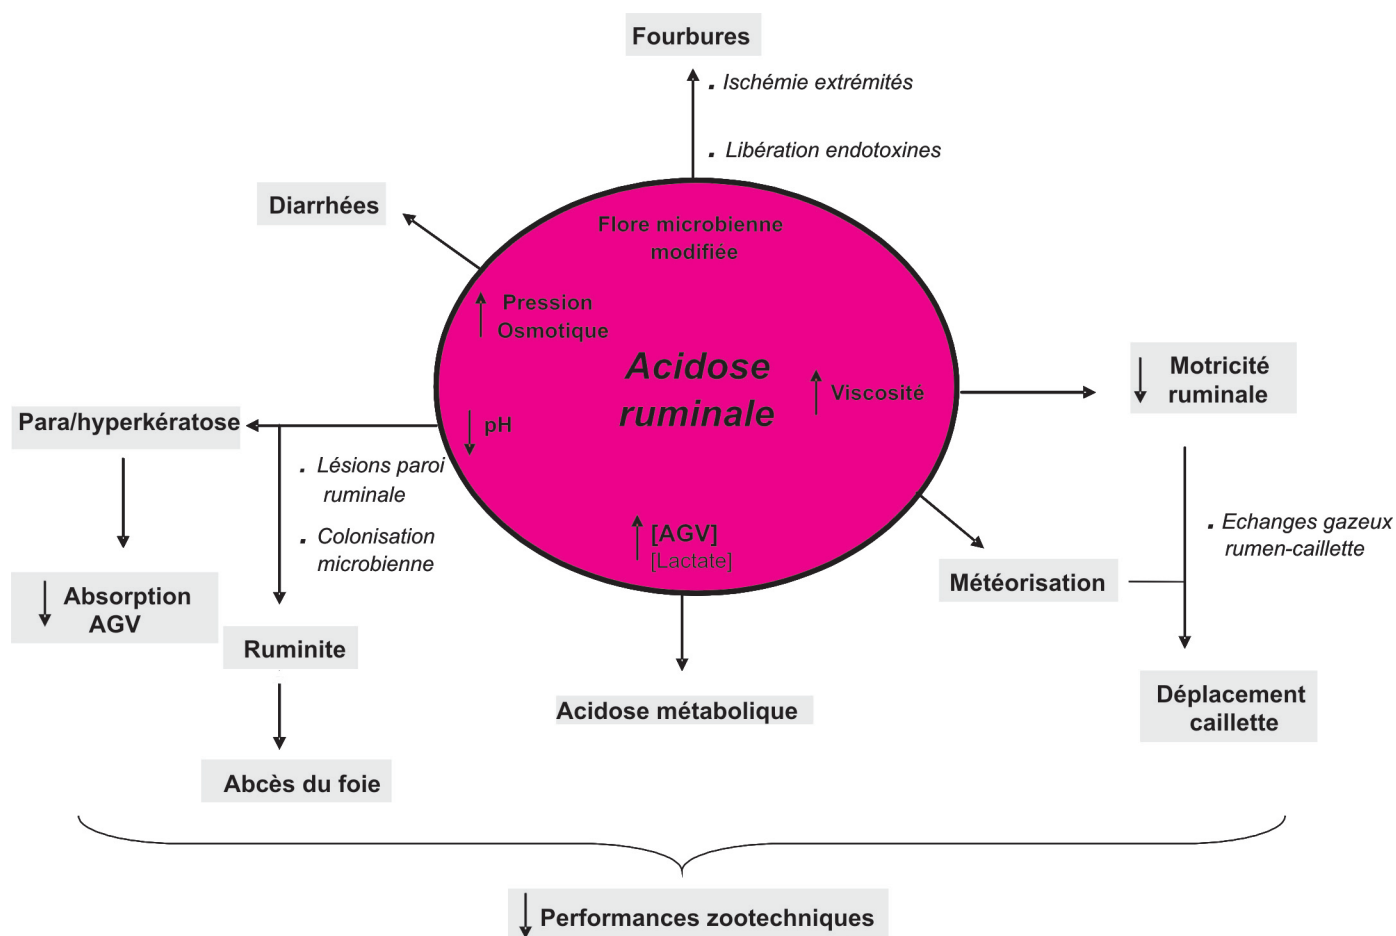 Fourbures
. Ischémie extrémités
. Libération endotoxines
Diarrhées
Flore microbienne
modifiée
Pression
Osmotique
Acidose
ruminale
Viscosité
Motricité
ruminale
Para/hyperkératose
pH
. Lésions paroi
ruminale
. Colonisation
microbienne
[AGV]
[Lactate]
. Echanges gazeux
rumen-caillette
Météorisation
Absorption
AGV
Ruminite
Acidose métabolique
Déplacement
caillette
Abcès du foie
Performances zootechniques